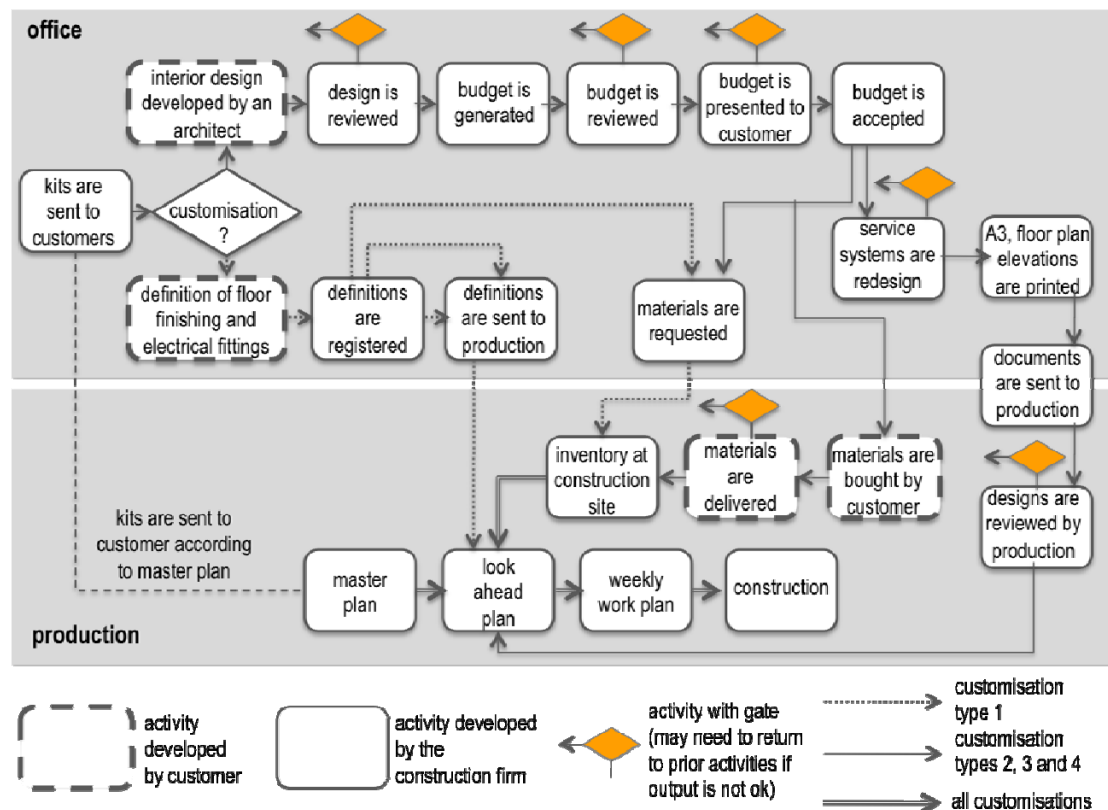 office
interior design
developed by an
architect
design is
reviewed
budget is
generated
budget is
reviewed
budget is
presented to
customer
budget is
accepted
kits are
sent to
customers
customisation
?
service
systems are
redesign
A3, floor plan
elevations
are printed
definition of floor
finishing and
electrical fittings
definitions
are
registered
definitions
are sent to
production
materials are
requested
documents
are sent to
production
inventory at
construction
site
materials
are
delivered
materials are
bought by
customer
designs are
reviewed by
production
kits are sent to
customer according
to master plan
master
plan
look
ahead
plan
weekly
work plan
construction
production
activity
developed
by customer
activity developed
by the
construction firm
activity with gate
(may need to return
to prior activities if
output is not ok)
customisation
type 1
customisation
types 2, 3 and 4
all customisations